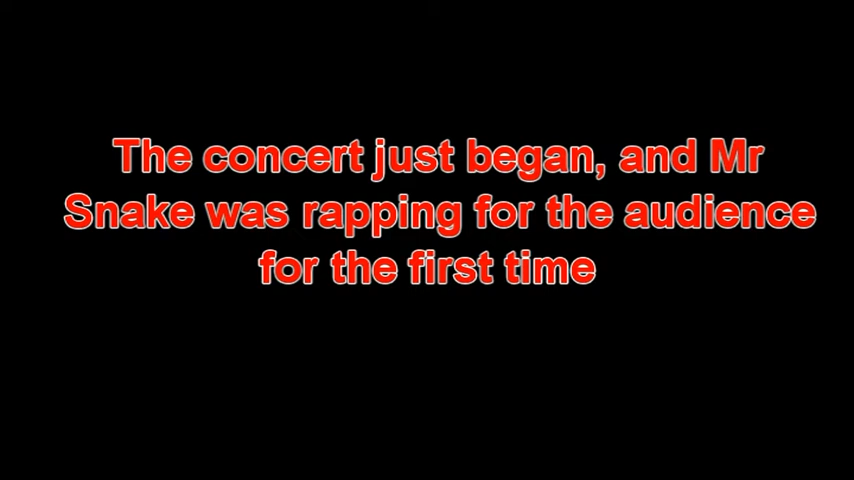 The concert just began, and Mr
Snake was rapping for the audience
for the first time